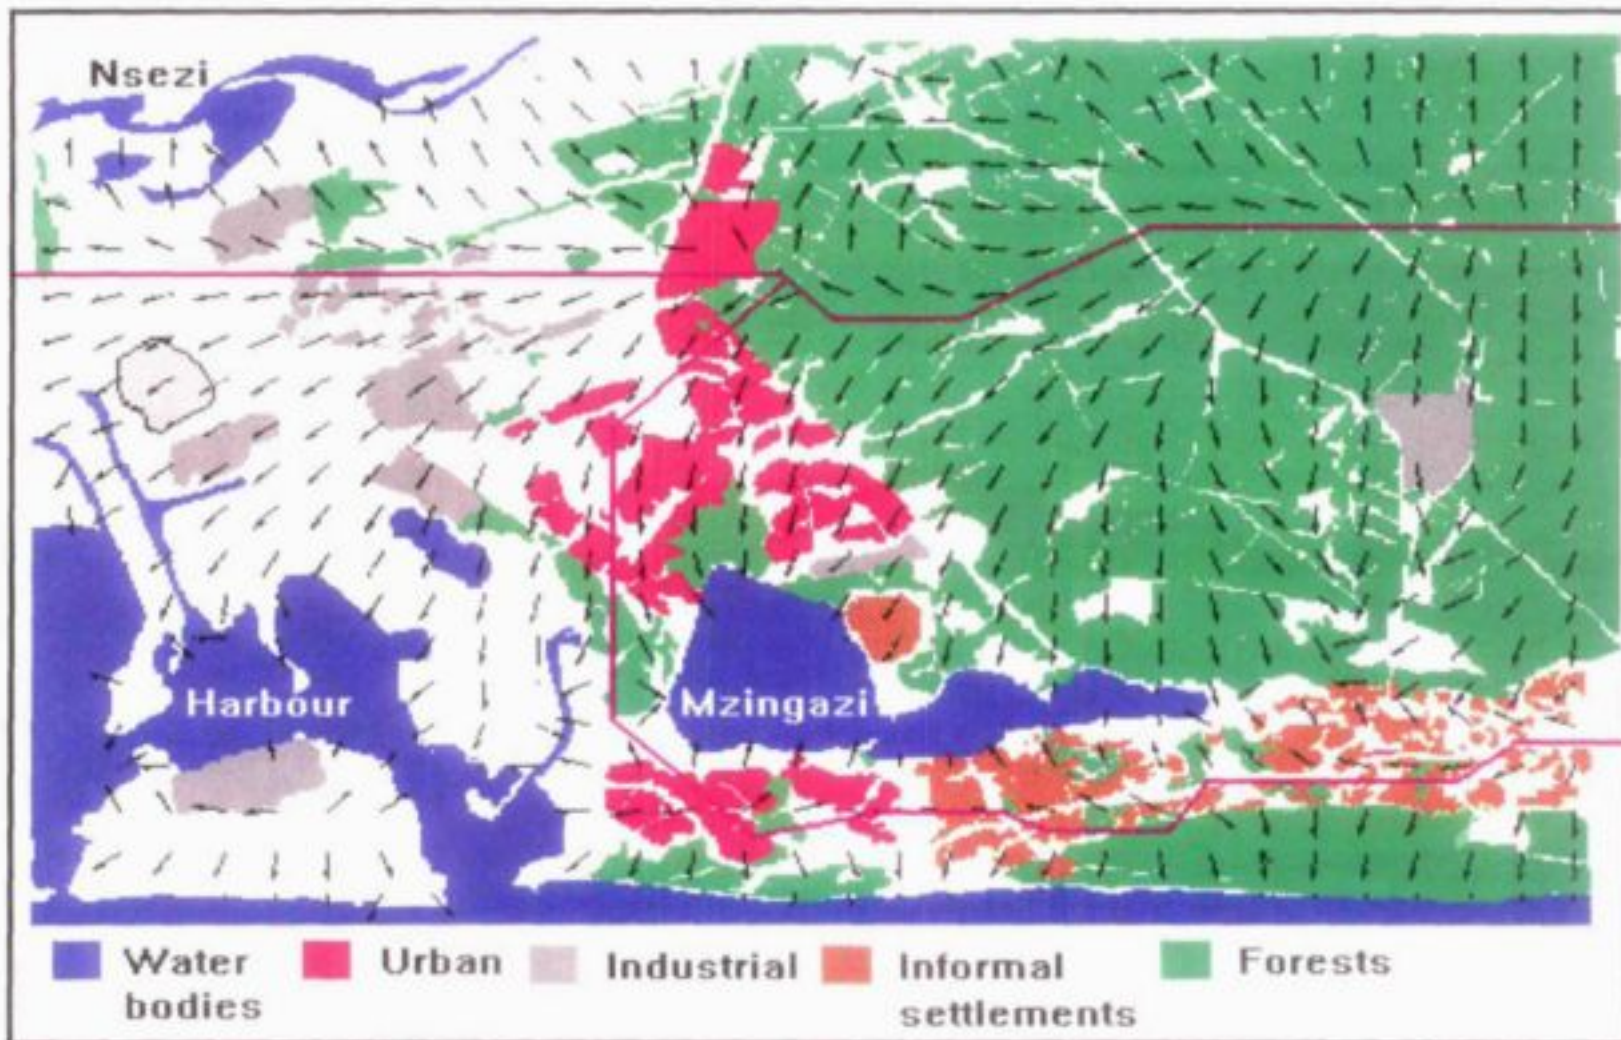 Nsezi
Harbour
Mzingazi
Water bodies
Urban
Industrial
Informal settlements
Forests